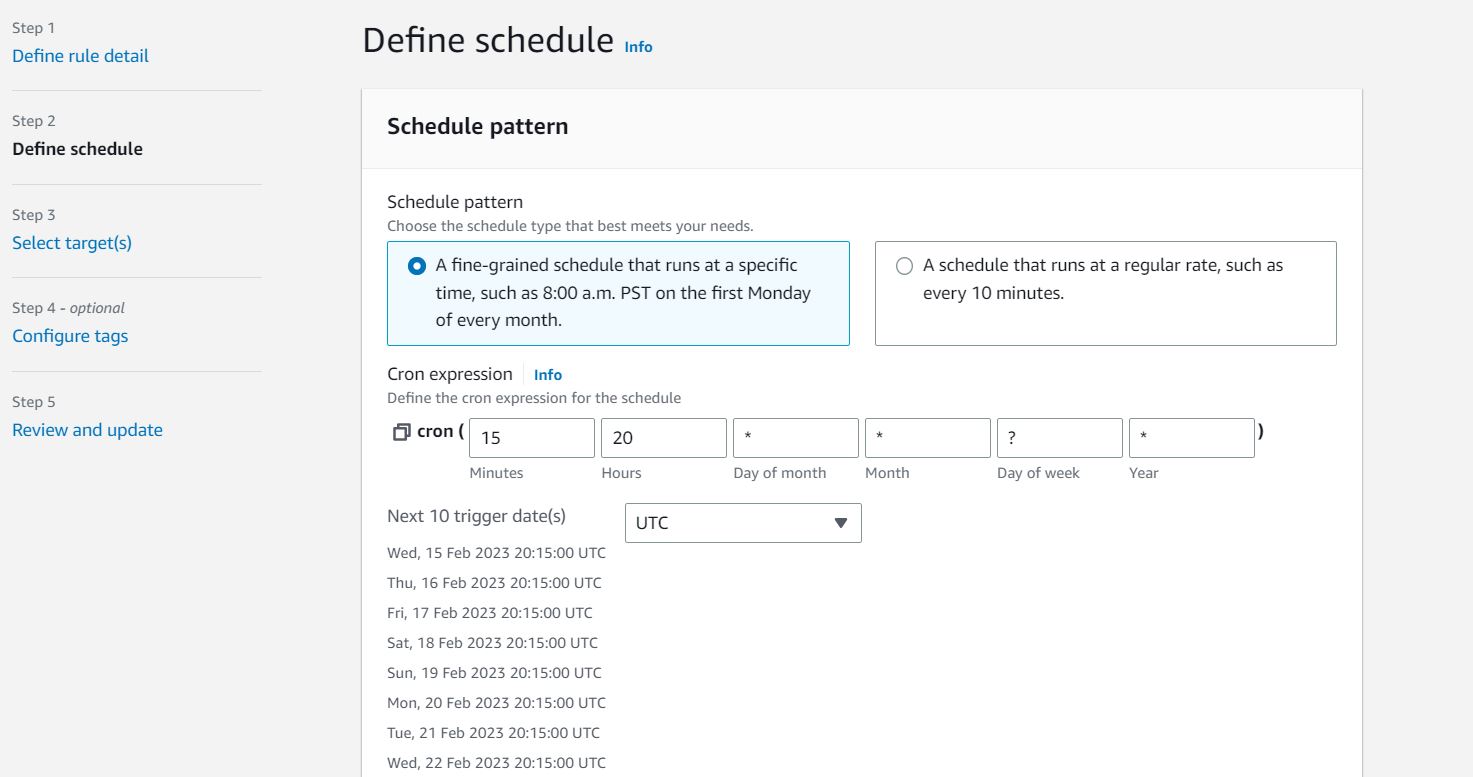 Step 1
Define rule detail
Step 2
Define schedule
Step 3
Select target(s)
Step 4 - optional
Configure tags
Step 5
Review and update
Define schedule Info
Schedule pattern
Schedule pattern
Choose the schedule type that best meets your needs.
A fine-grained schedule that runs at a specific
time, such as 8:00 a.m. PST on the first Monday
of every month.
A schedule that runs at a regular rate, such as
every 10 minutes.
Cron expression Info
Define the cron expression for the schedule
cron ( 15 20 * * ? * )
Minutes Hours Day of month Month Day of week Year
Next 10 trigger date(s) UTC
Wed, 15 Feb 2023 20:15:00 UTC
Thu, 16 Feb 2023 20:15:00 UTC
Fri, 17 Feb 2023 20:15:00 UTC
Sat, 18 Feb 2023 20:15:00 UTC
Sun, 19 Feb 2023 20:15:00 UTC
Mon, 20 Feb 2023 20:15:00 UTC
Tue, 21 Feb 2023 20:15:00 UTC
Wed, 22 Feb 2023 20:15:00 UTC